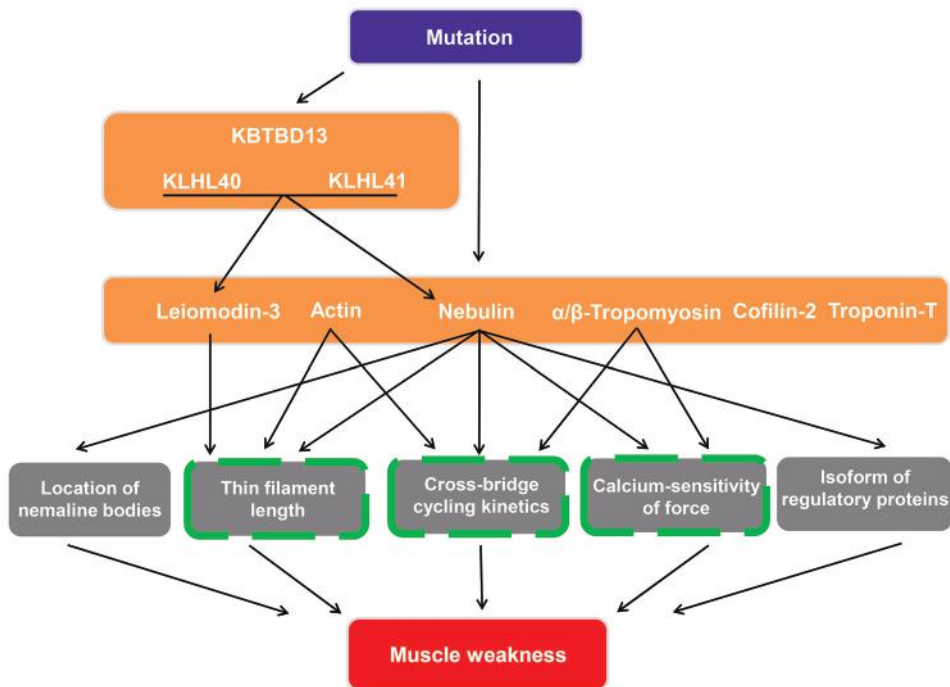 Mutation
KBTBD13
KLHL40 KLHL41
Leiomodin-3 Actin Nebulin α/β-Tropomyosin Cofilin-2 Troponin-T
Location of
nemaline bodies
Thin filament
length
Cross-bridge
cycling kinetics
Calcium-sensitivity
of force
Isoform of
regulatory proteins
Muscle weakness